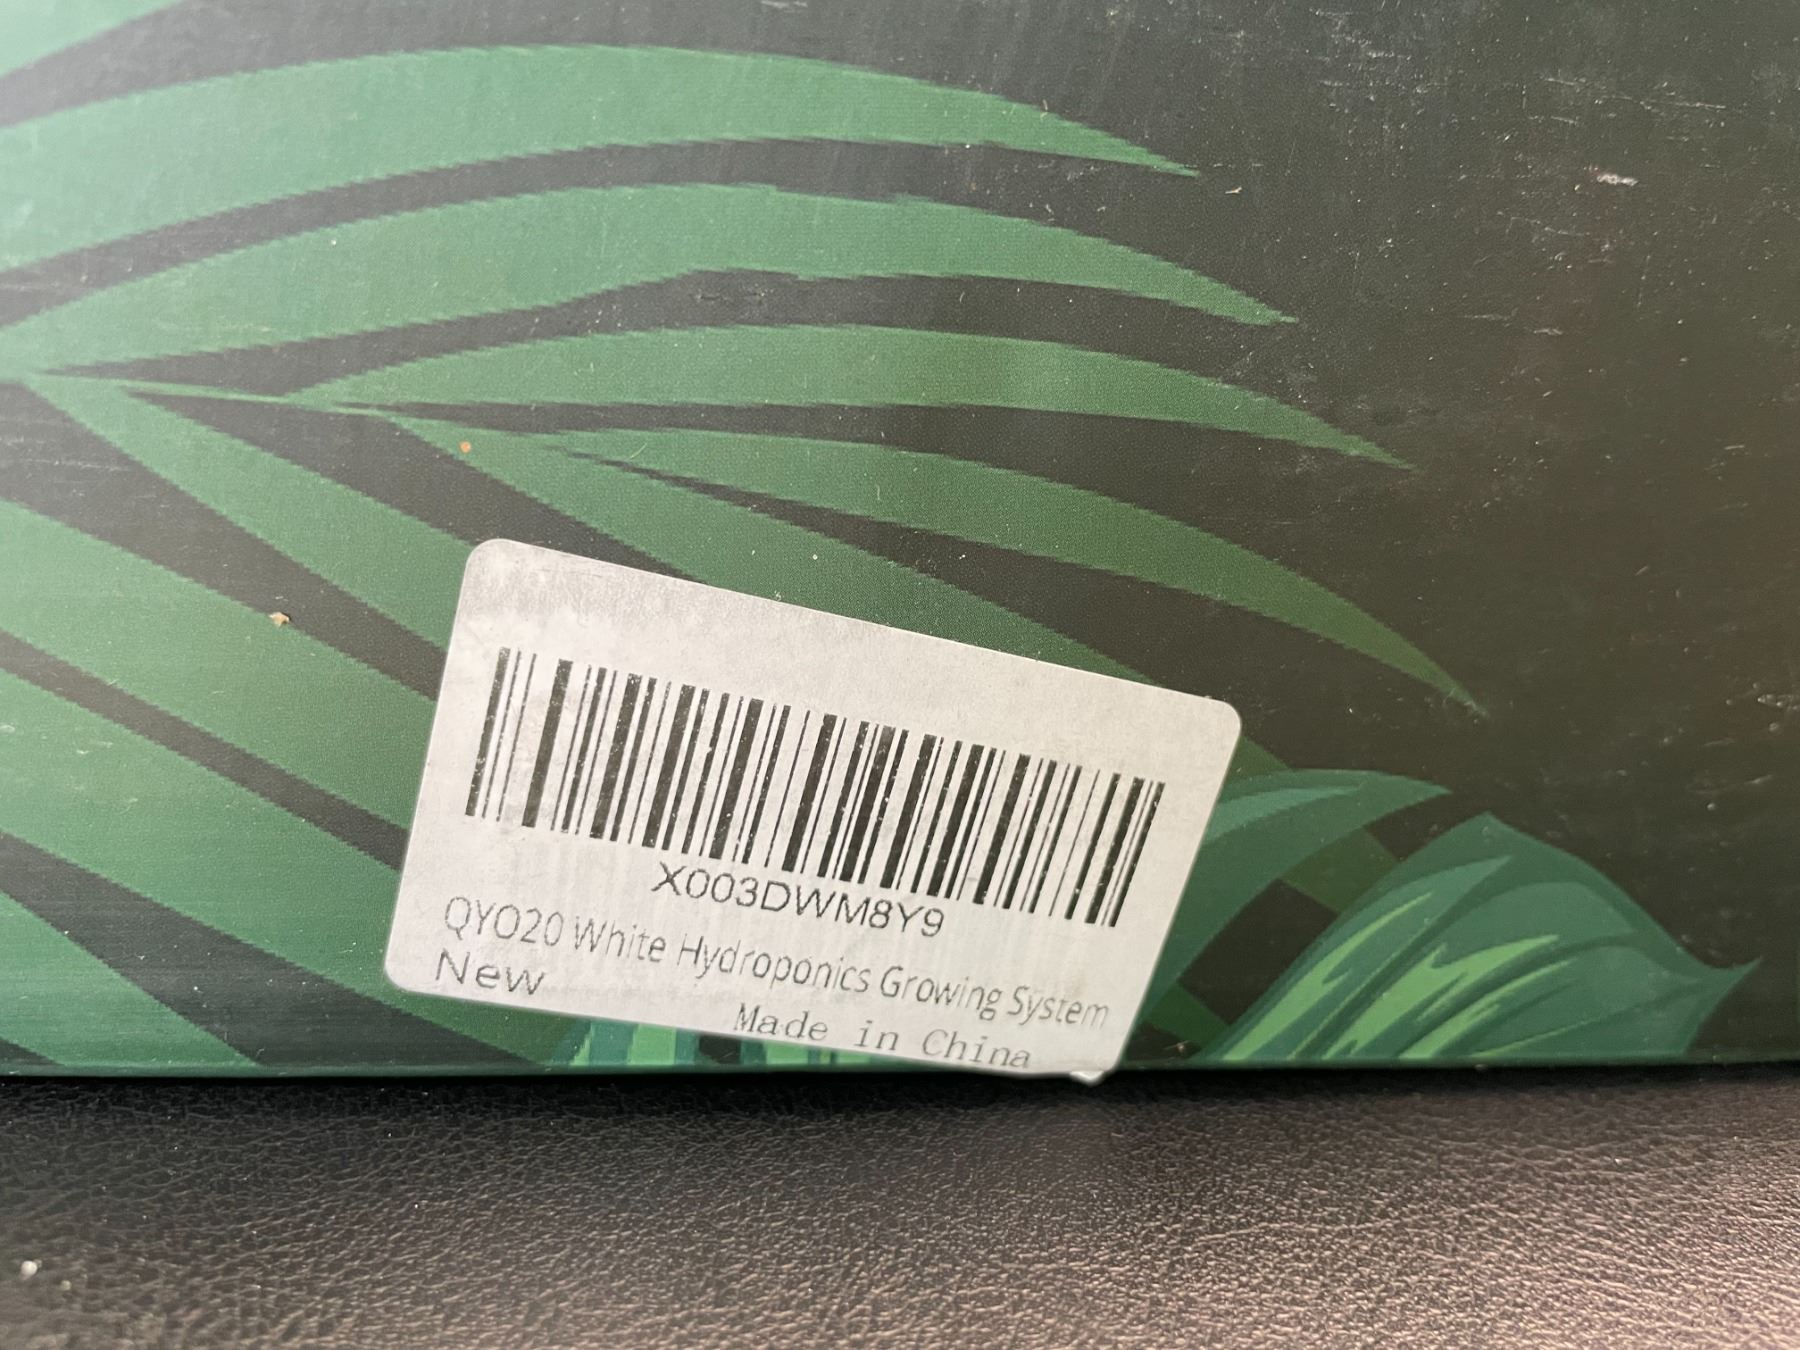 X003DWM8Y9
QYO20 White Hydroponics Growing System
New
Made in China